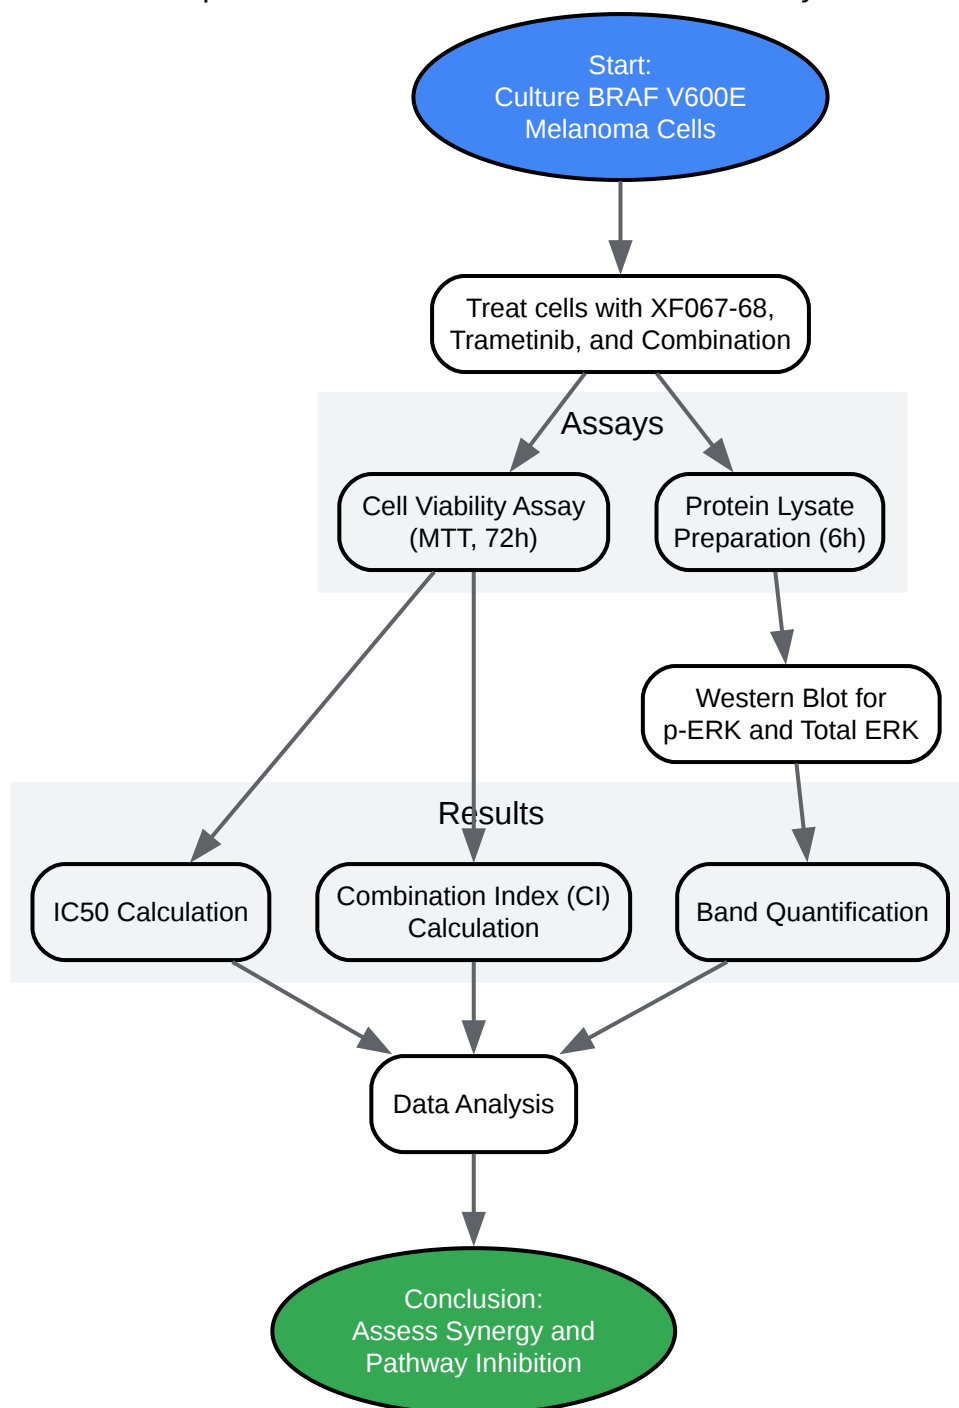 Start:
Culture BRAF V600E
Melanoma Cells
Treat cells with XF067-68,
Trametinib, and Combination
Assays
Cell Viability Assay
(MTT, 72h)
Protein Lysate
Preparation (6h)
Western Blot for
p-ERK and Total ERK
Results
IC50 Calculation
Combination Index (CI)
Calculation
Band Quantification
Data Analysis
Conclusion:
Assess Synergy and
Pathway Inhibition